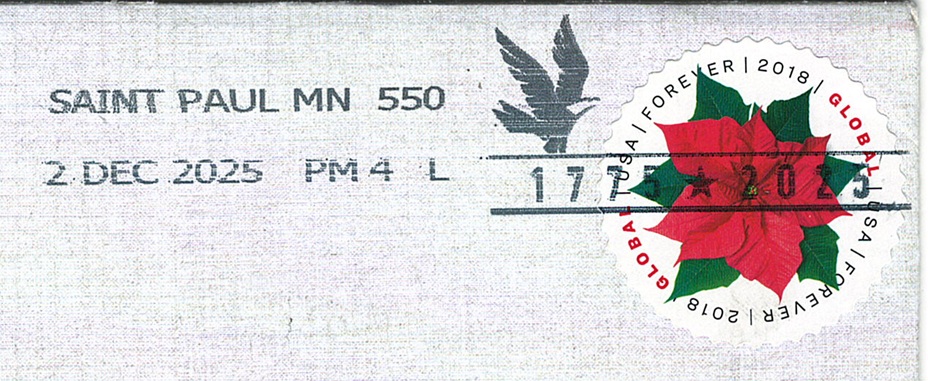 SAINT PAUL MN 550
2 DEC 2025 PM 4 L
1775 ★ 2025
GLOBAL | USA | FOREVER | 2018 | GLOBAL | USA | FOREVER | 2018